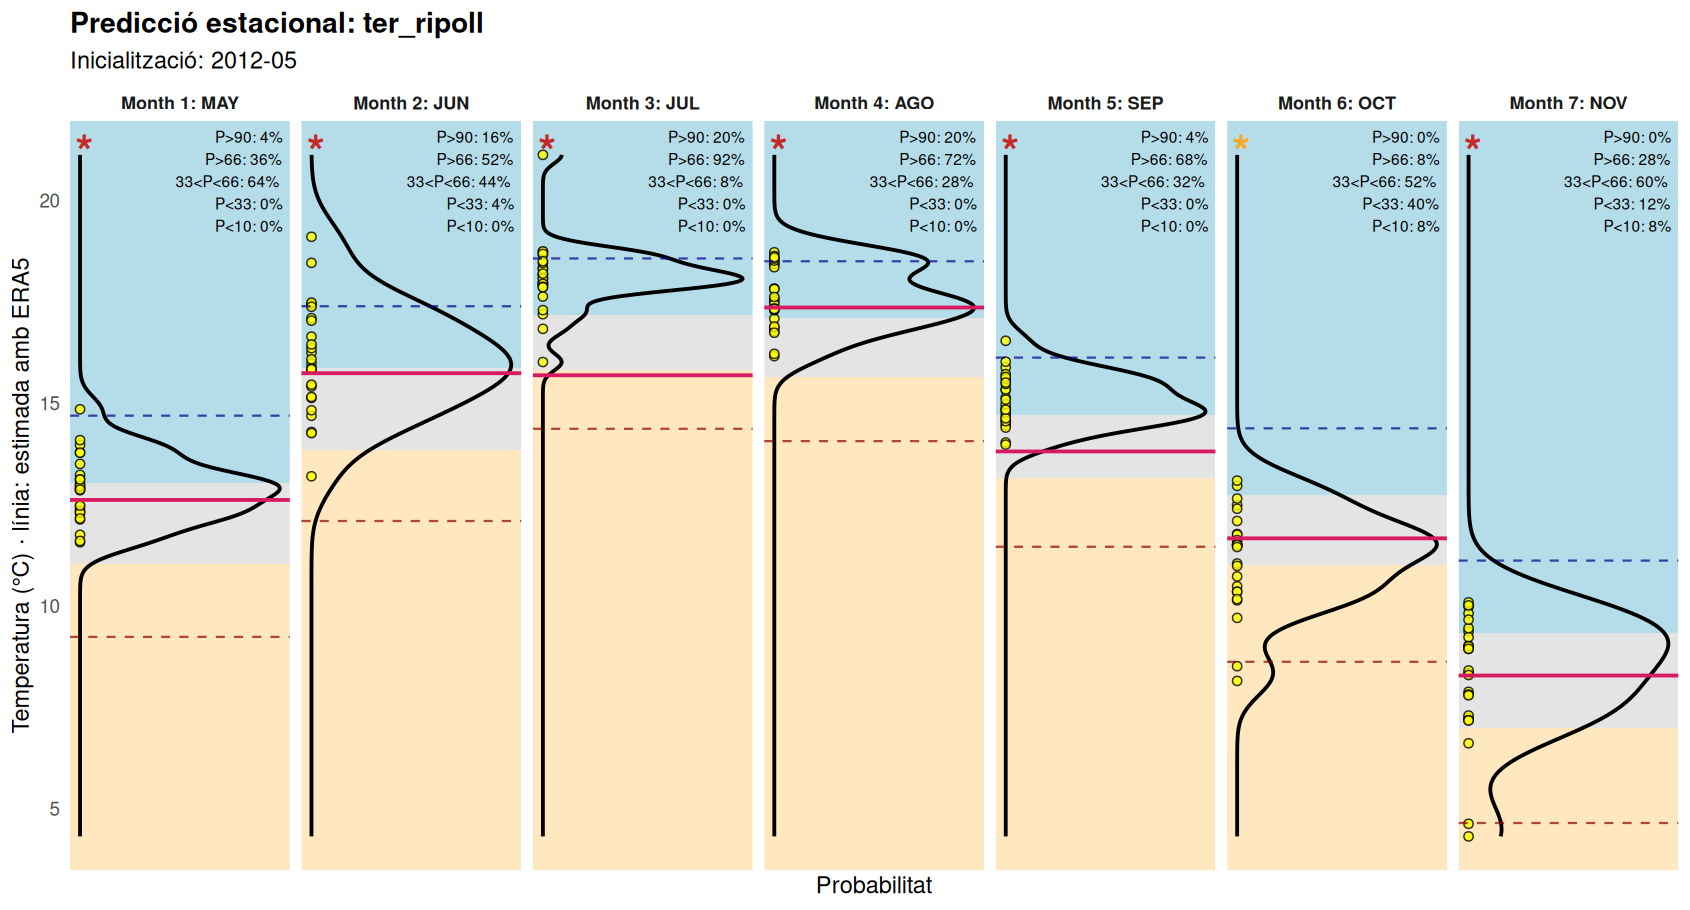 Predicció estacional: ter_ripoll
Inicialització: 2012-05
Month 1: MAY
Month 2: JUN
Month 3: JUL
Month 4: AGO
Month 5: SEP
Month 6: OCT
Month 7: NOV
*
P>90: 4%
P>66: 36%
33<P<66: 64%
P<33: 0%
P<10: 0%
*
P>90: 16%
P>66: 52%
33<P<66: 44%
P<33: 4%
P<10: 0%
*
P>90: 20%
P>66: 92%
33<P<66: 8%
P<33: 0%
P<10: 0%
*
P>90: 20%
P>66: 72%
33<P<66: 28%
P<33: 0%
P<10: 0%
*
P>90: 4%
P>66: 68%
33<P<66: 32%
P<33: 0%
P<10: 0%
*
P>90: 0%
P>66: 8%
33<P<66: 52%
P<33: 40%
P<10: 8%
*
P>90: 0%
P>66: 28%
33<P<66: 60%
P<33: 12%
P<10: 8%
20
15
10
5
Temperatura (°C) · línia: estimada amb ERA5
Probabilitat